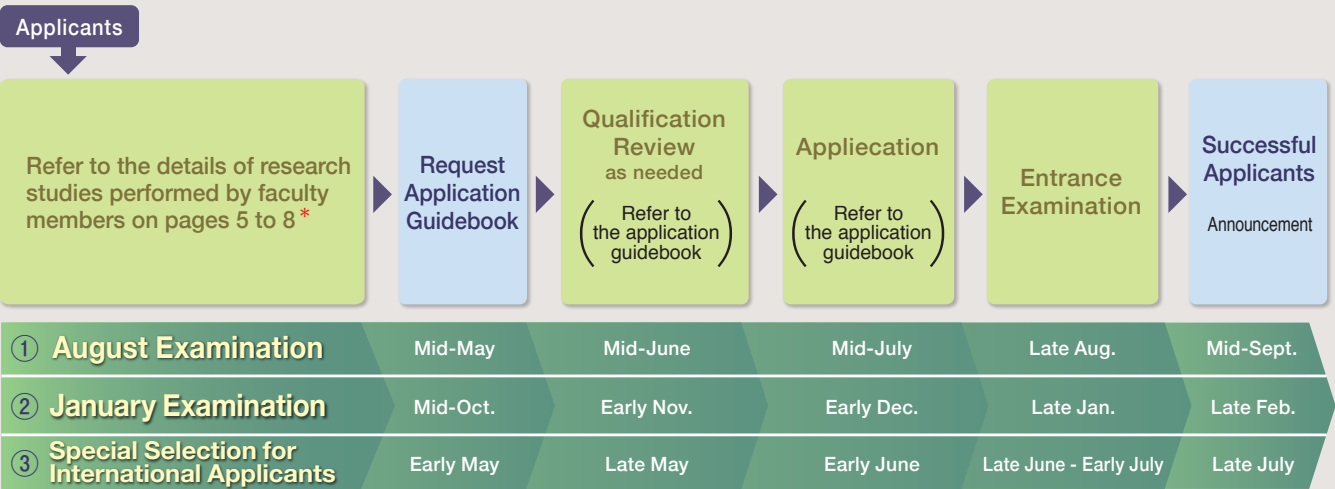 Applicants
Refer to the details of research
studies performed by faculty
members on pages 5 to 8*
Request
Application
Guidebook
Qualification
Review
as needed
(Refer to
the application
guidebook)
Appliecation
(Refer to
the application
guidebook)
Entrance
Examination
Successful
Applicants
Announcement
① August Examination Mid-May Mid-June Mid-July Late Aug. Mid-Sept.
② January Examination Mid-Oct. Early Nov. Early Dec. Late Jan. Late Feb.
③ Special Selection for
International Applicants Early May Late May Early June Late June - Early July Late July